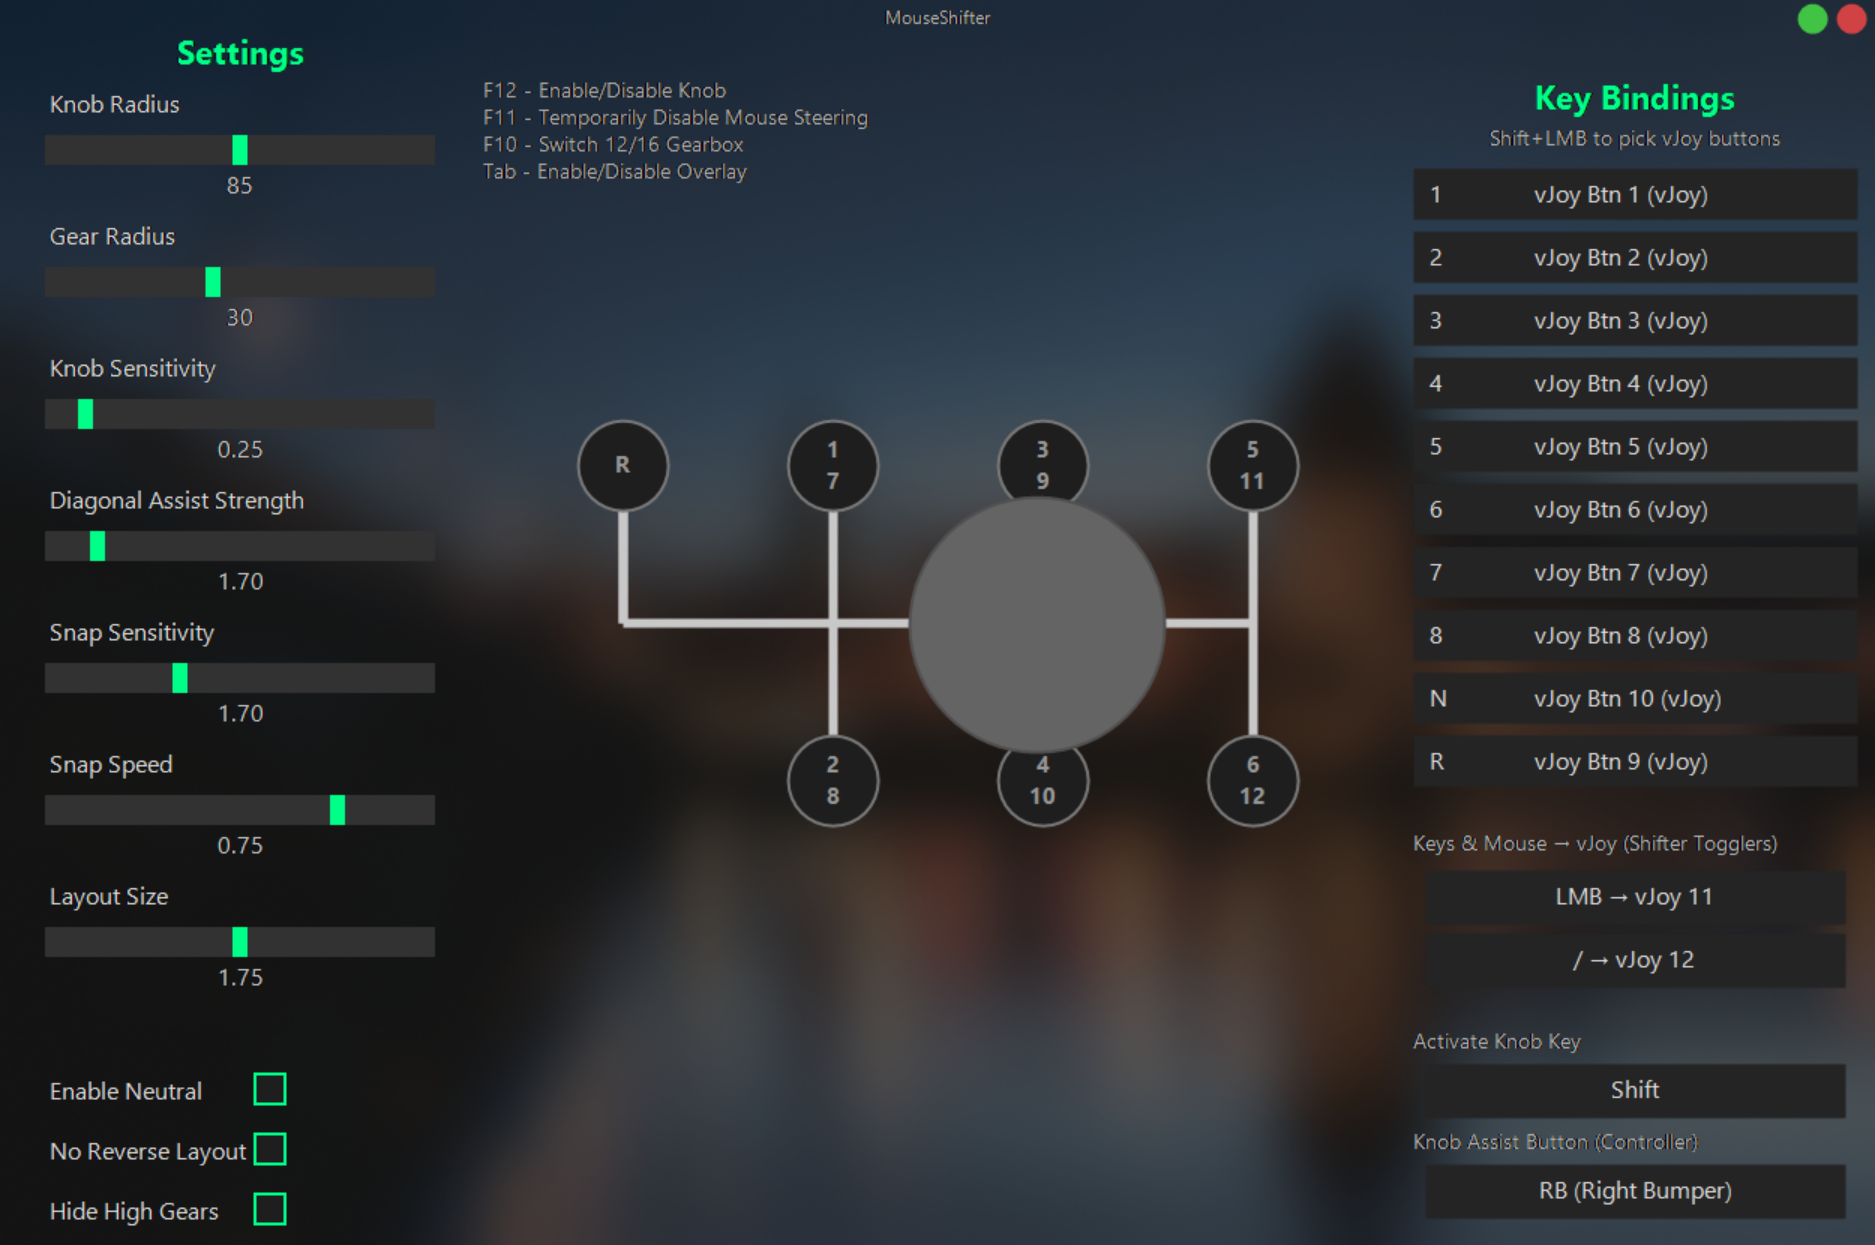 MouseShifter
Settings
Knob Radius
85
Gear Radius
30
Knob Sensitivity
0.25
Diagonal Assist Strength
1.70
Snap Sensitivity
1.70
Snap Speed
0.75
Layout Size
1.75
Enable Neutral
No Reverse Layout
Hide High Gears
F12 - Enable/Disable Knob
F11 - Temporarily Disable Mouse Steering
F10 - Switch 12/16 Gearbox
Tab - Enable/Disable Overlay
R
1
7
3
9
5
11
2
8
4
10
6
12
Key Bindings
Shift+LMB to pick vJoy buttons
1 vJoy Btn 1 (vJoy)
2 vJoy Btn 2 (vJoy)
3 vJoy Btn 3 (vJoy)
4 vJoy Btn 4 (vJoy)
5 vJoy Btn 5 (vJoy)
6 vJoy Btn 6 (vJoy)
7 vJoy Btn 7 (vJoy)
8 vJoy Btn 8 (vJoy)
N vJoy Btn 10 (vJoy)
R vJoy Btn 9 (vJoy)
Keys & Mouse → vJoy (Shifter Togglers)
LMB → vJoy 11
/ → vJoy 12
Activate Knob Key
Shift
Knob Assist Button (Controller)
RB (Right Bumper)